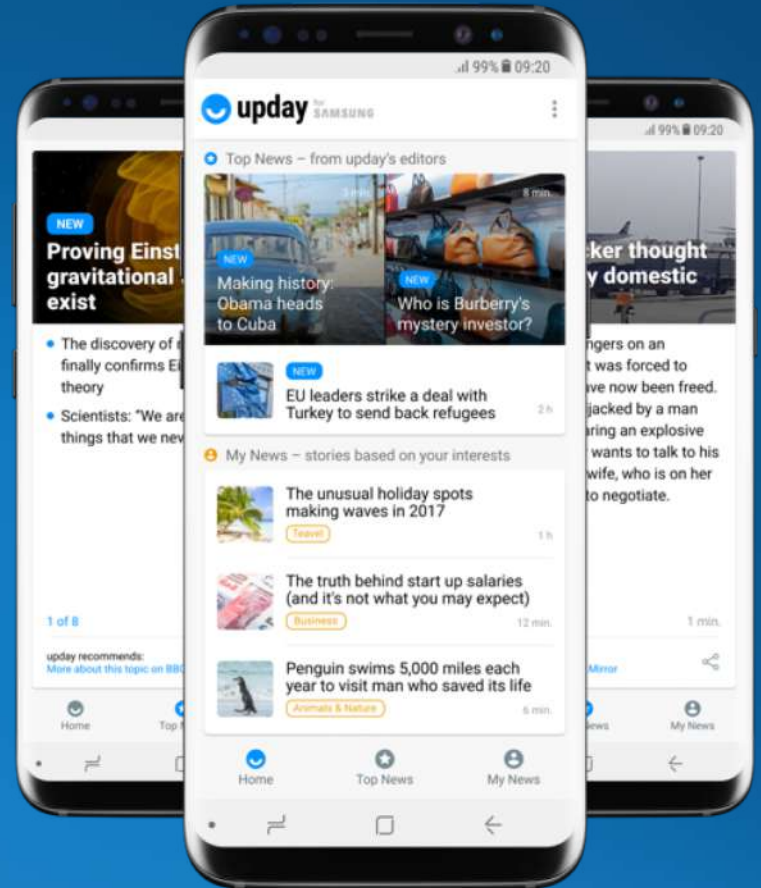 99% 09:20
upday for SAMSUNG
Top News – from upday's editors
3 min.
8 min.
NEW
Making history:
Obama heads
to Cuba
NEW
Who is Burberry's
mystery investor?
NEW
EU leaders strike a deal with
Turkey to send back refugees
2 h
My News – stories based on your interests
The unusual holiday spots
making waves in 2017
Teavel
1 h
The truth behind start up salaries
(and it's not what you may expect)
Business
12 min.
Penguin swims 5,000 miles each
year to visit man who saved its life
Animals & Nature
6 min.
Home
Top News
My News
NEW
Proving Einst
gravitational
exist
The discovery of
finally confirms Ei
theory
Scientists: "We are
things that we nev
1 of 8
upday recommends:
More about this topic on BBC
Home
Top
99% 09:20
cker thought
y domestic
ngers on an
t was forced to
ve now been freed.
jacked by a man
ring an explosive
wants to talk to his
wife, who is on her
to negotiate.
1 min.
Mirror
ews
My News